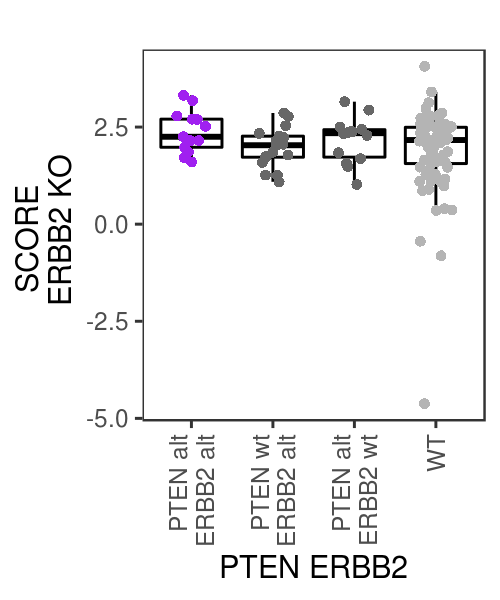 SCORE
ERBB2 KO
2.5
0.0
-2.5
-5.0
PTEN alt
ERBB2 alt
PTEN wt
ERBB2 alt
PTEN alt
ERBB2 wt
WT
PTEN ERBB2